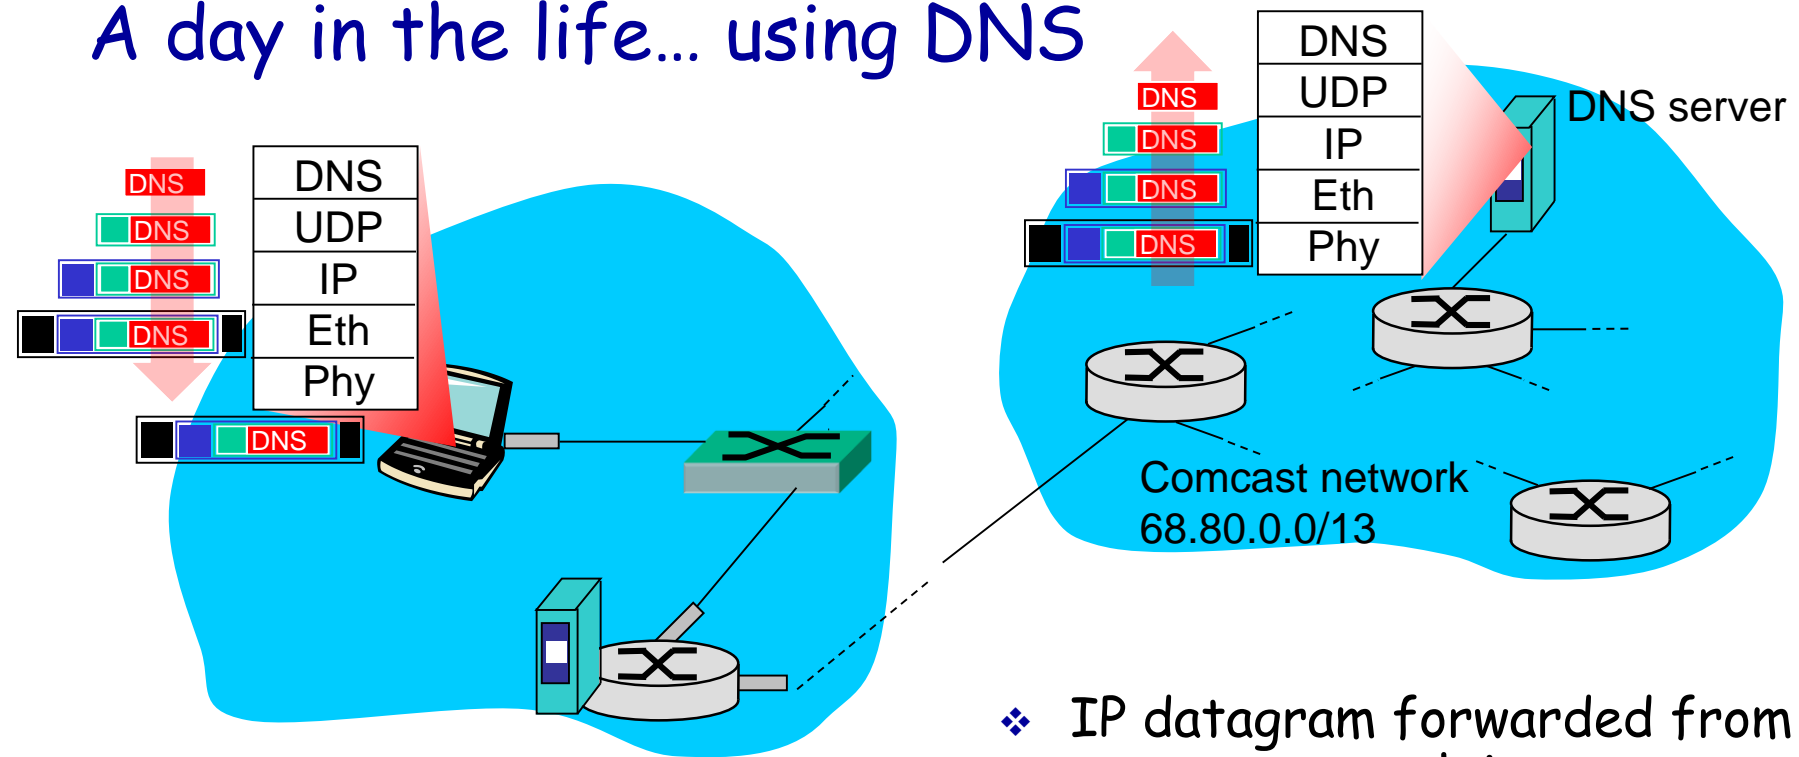 A day in the life... using DNS
DNS
UDP
IP
Eth
Phy
DNS
DNS
DNS
DNS
DNS
DNS
UDP
IP
Eth
Phy
DNS
DNS
DNS
DNS
DNS server
Comcast network
68.80.0.0/13
❖ IP datagram forwarded from